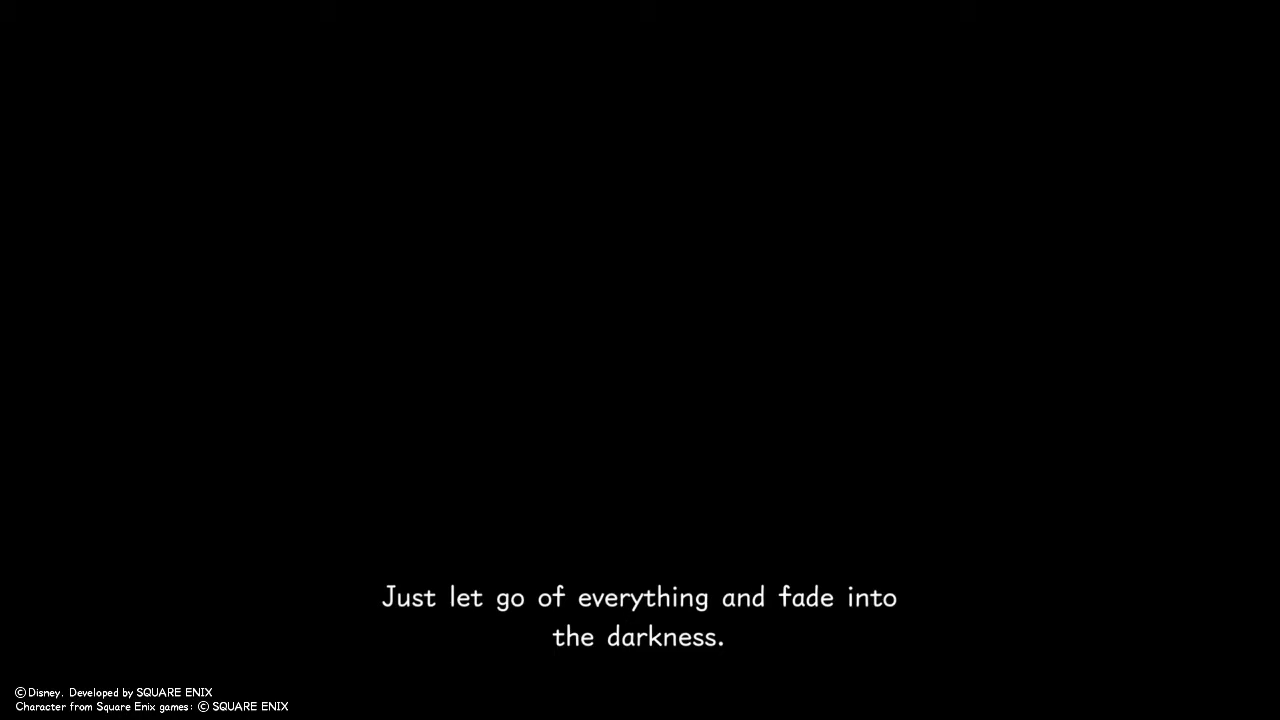 Just let go of everything and fade into
the darkness.
©Disney. Developed by SQUARE ENIX
Character from Square Enix games: © SQUARE ENIX